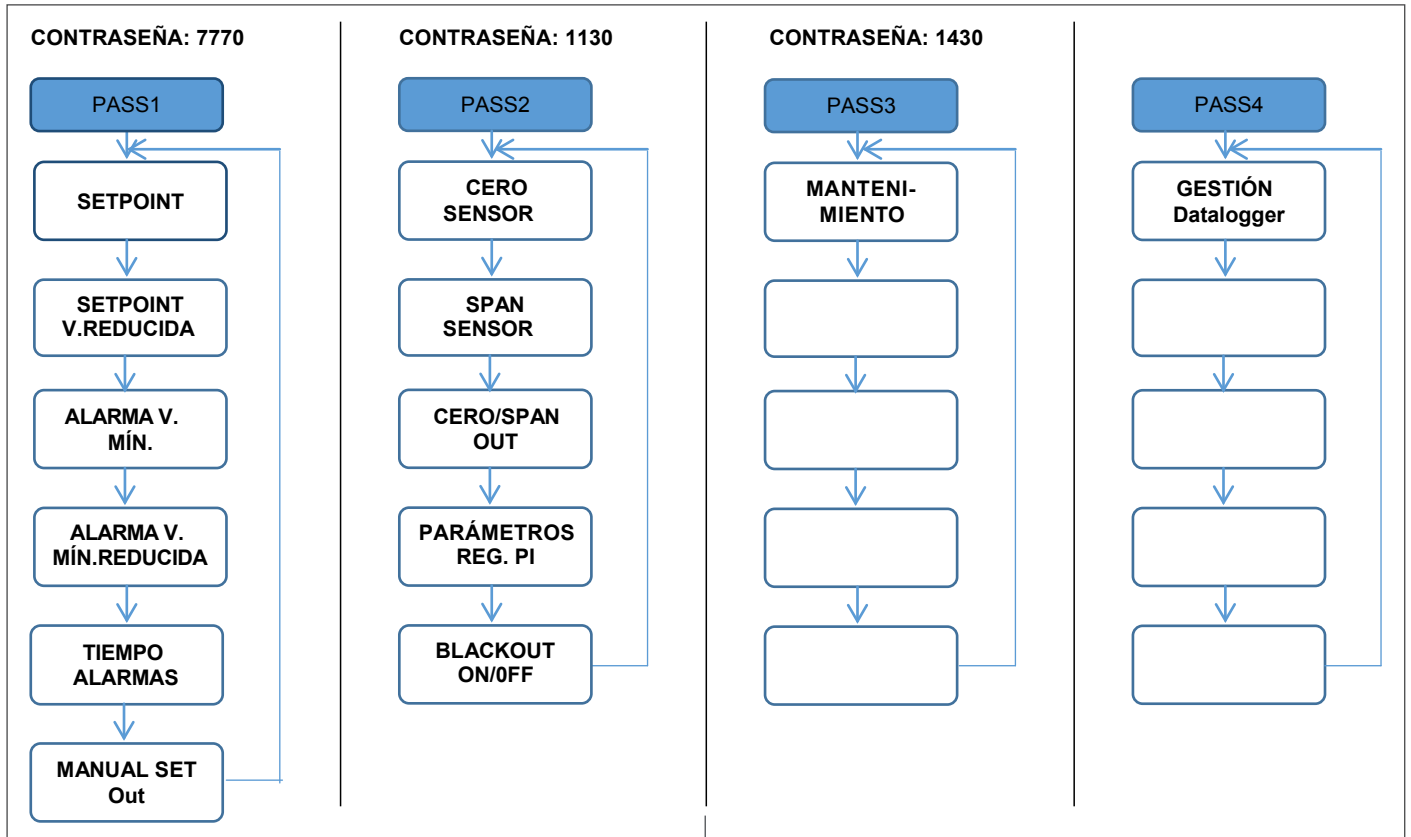 CONTRASEÑA: 7770
PASS1
SETPOINT
SETPOINT
V.REDUCIDA
ALARMA V.
MÍN.
ALARMA V.
MÍN.REDUCIDA
TIEMPO
ALARMAS
MANUAL SET
Out
CONTRASEÑA: 1130
PASS2
CERO
SENSOR
SPAN
SENSOR
CERO/SPAN
OUT
PARÁMETROS
REG. PI
BLACKOUT
ON/0FF
CONTRASEÑA: 1430
PASS3
MANTENI-
MIENTO
PASS4
GESTIÓN
Datalogger